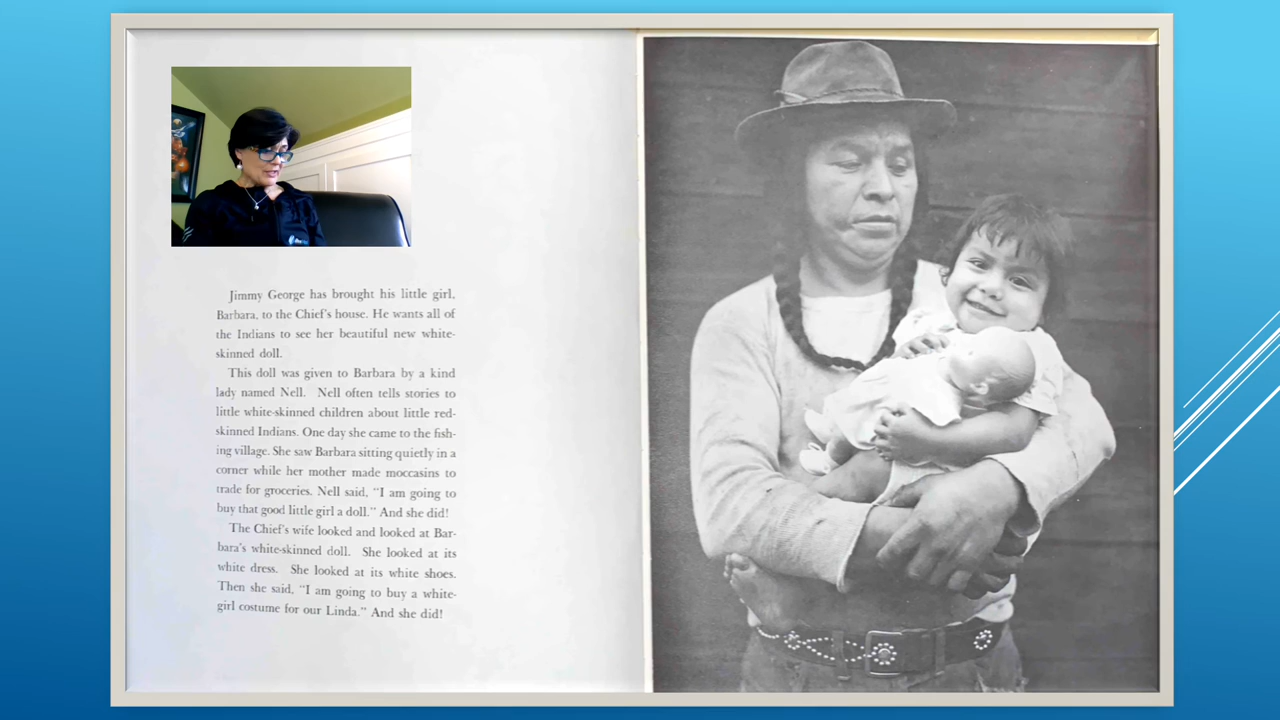 Jimmy George has brought his little girl,
Barbara, to the Chief's house. He wants all of
the Indians to see her beautiful new white-
skinned doll.
This doll was given to Barbara by a kind
lady named Nell. Nell often tells stories to
little white-skinned children about little red-
skinned Indians. One day she came to the fish-
ing village. She saw Barbara sitting quietly in a
corner while her mother made moccasins to
trade for groceries. Nell said, "I am going to
buy that good little girl a doll." And she did!
The Chief's wife looked and looked at Bar-
bara's white-skinned doll. She looked at its
white dress. She looked at its white shoes.
Then she said, "I am going to buy a white-
girl costume for our Linda." And she did!